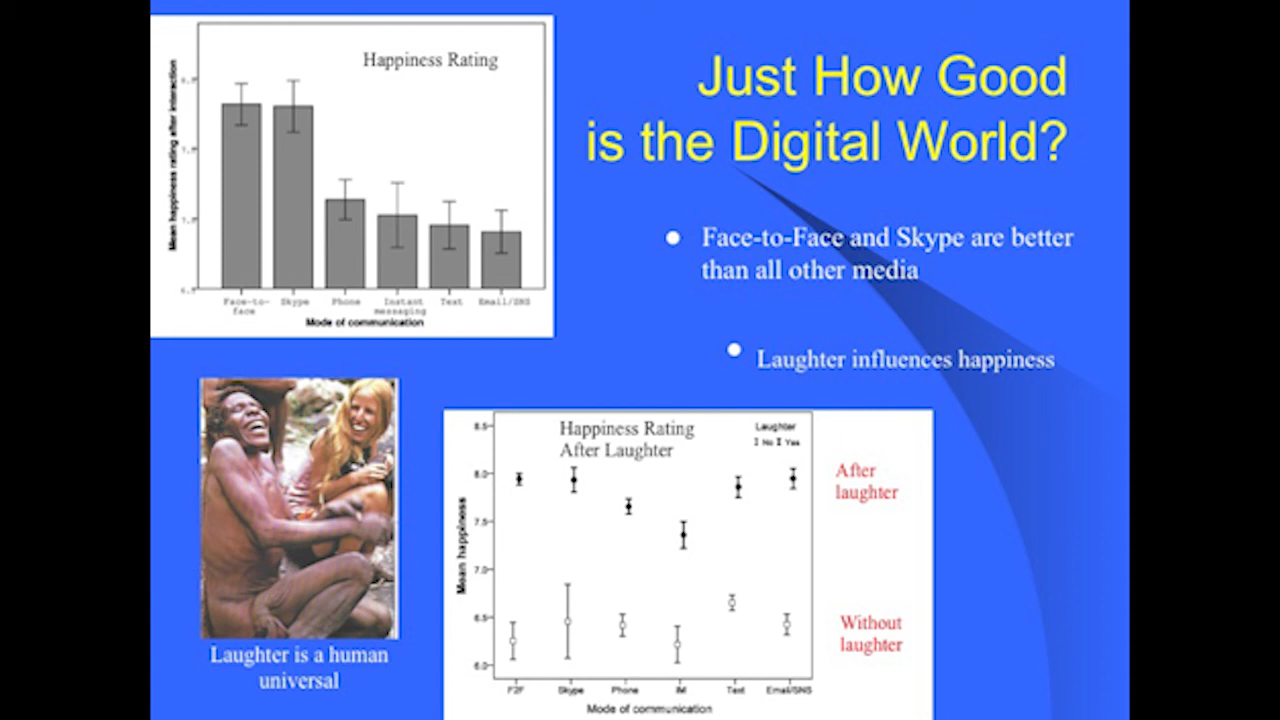 Just How Good
is the Digital World?
Happiness Rating
Mean happiness rating after interaction
Face-to-
face
Skype
Phone
Instant
messaging
Text
Email/SNS
Mode of communication
Face-to-Face and Skype are better
than all other media
Laughter influences happiness
Laughter is a human
universal
Happiness Rating
After Laughter
Laughter
No Yes
Mean happiness
8.5
8.0
7.5
7.0
6.5
6.0
F2F
Skype
Phone
IM
Text
Email/SNS
Mode of communication
After
laughter
Without
laughter